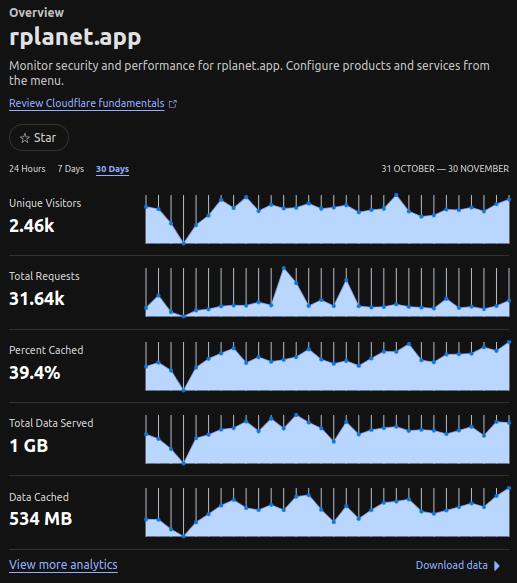 Overview
rplanet.app
Monitor security and performance for rplanet.app. Configure products and services from
the menu.
Review Cloudflare fundamentals
☆ Star
24 Hours 7 Days 30 Days 31 OCTOBER — 30 NOVEMBER
Unique Visitors
2.46k
Total Requests
31.64k
Percent Cached
39.4%
Total Data Served
1 GB
Data Cached
534 MB
View more analytics Download data